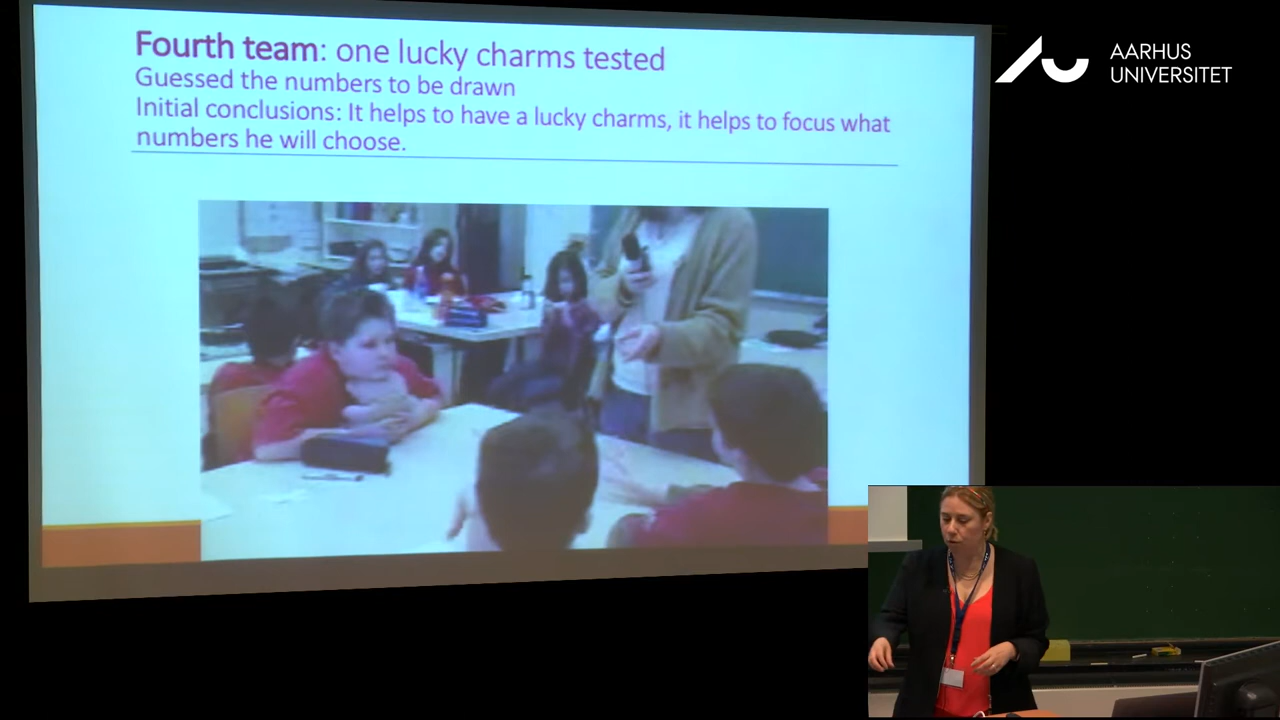 Fourth team: one lucky charms tested
Guessed the numbers to be drawn
Initial conclusions: It helps to have a lucky charms, it helps to focus what
numbers he will choose.
AARHUS
UNIVERSITET